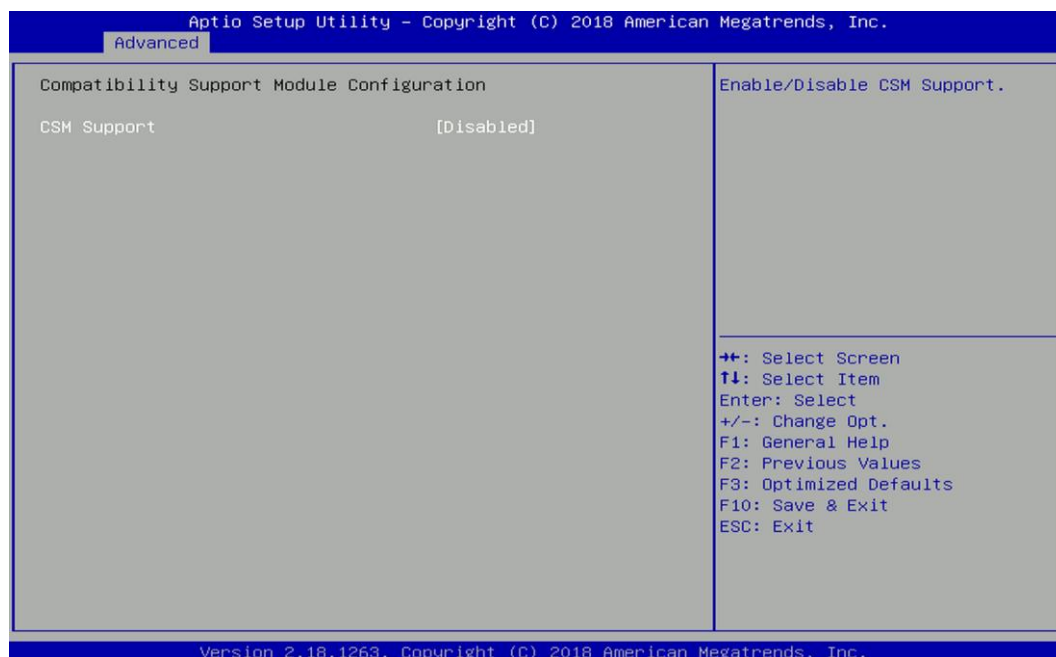 Aptio Setup Utility – Copyright (C) 2018 American Megatrends, Inc.
Advanced
Compatibility Support Module Configuration
CSM Support [Disabled]
Enable/Disable CSM Support.
→←: Select Screen
↑↓: Select Item
Enter: Select
+/-: Change Opt.
F1: General Help
F2: Previous Values
F3: Optimized Defaults
F10: Save & Exit
ESC: Exit
Version 2.18.1263. Copyright (C) 2018 American Megatrends, Inc.